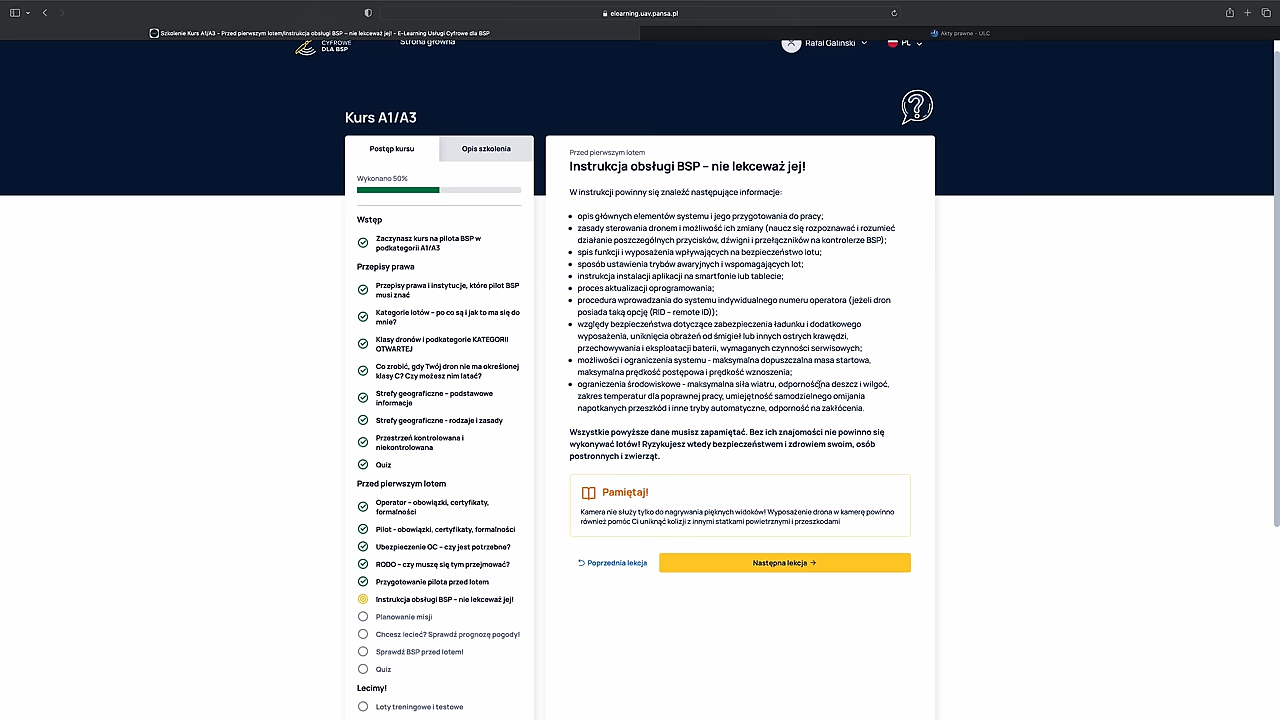 elearning.uav.pansa.pl
Szkolenie Kurs A1/A3 – Przed pierwszym lotem/Instrukcja obsługi BSP – nie lekceważ jej! – E-Learning Usługi Cyfrowe dla BSP
Akty prawne – ULC
CYFROWE
DLA BSP
Strona główna
Rafał Galiński
PL
Kurs A1/A3
Postęp kursu
Opis szkolenia
Wykonano 50%
Wstęp
Zaczynasz kurs na pilota BSP w
podkategorii A1/A3
Przepisy prawa
Przepisy prawa i instytucje, które pilot BSP
musi znać
Kategorie lotów – po co są i jak to ma się do
mnie?
Klasy dronów i podkategorie KATEGORII
OTWARTEJ
Co zrobić, gdy Twój dron nie ma określonej
klasy C? Czy możesz nim latać?
Strefy geograficzne – podstawowe
informacje
Strefy geograficzne - rodzaje i zasady
Przestrzeń kontrolowana i
niekontrolowana
Quiz
Przed pierwszym lotem
Operator – obowiązki, certyfikaty,
formalności
Pilot - obowiązki, certyfikaty, formalności
Ubezpieczenie OC – czy jest potrzebne?
RODO – czy muszę się tym przejmować?
Przygotowanie pilota przed lotem
Instrukcja obsługi BSP – nie lekceważ jej!
Planowanie misji
Chcesz lecieć? Sprawdź prognozę pogody!
Sprawdź BSP przed lotem!
Quiz
Lecimy!
Loty treningowe i testowe
Przed pierwszym lotem
Instrukcja obsługi BSP – nie lekceważ jej!
W instrukcji powinny się znaleźć następujące informacje:
• opis głównych elementów systemu i jego przygotowania do pracy;
• zasady sterowania dronem i możliwość ich zmiany (naucz się rozpoznawać i rozumieć
działanie poszczególnych przycisków, dźwigni i przełączników na kontrolerze BSP);
• spis funkcji i wyposażenia wpływających na bezpieczeństwo lotu;
• sposób ustawienia trybów awaryjnych i wspomagających lot;
• instrukcja instalacji aplikacji na smartfonie lub tablecie;
• proces aktualizacji oprogramowania;
• procedura wprowadzania do systemu indywidualnego numeru operatora (jeżeli dron
posiada taką opcję (RID – remote ID));
• względy bezpieczeństwa dotyczące zabezpieczenia ładunku i dodatkowego
wyposażenia, uniknięcia obrażeń od śmigieł lub innych ostrych krawędzi,
przechowywania i eksploatacji baterii, wymaganych czynności serwisowych;
• możliwości i ograniczenia systemu - maksymalna dopuszczalna masa startowa,
maksymalna prędkość postępowa i prędkość wznoszenia;
• ograniczenia środowiskowe - maksymalna siła wiatru, odporność na deszcz i wilgoć,
zakres temperatur dla poprawnej pracy, umiejętność samodzielnego omijania
napotkanych przeszkód i inne tryby automatyczne, odporność na zakłócenia.
Wszystkie powyższe dane musisz zapamiętać. Bez ich znajomości nie powinno się
wykonywać lotów! Ryzykujesz wtedy bezpieczeństwem i zdrowiem swoim, osób
postronnych i zwierząt.
Pamiętaj!
Kamera nie służy tylko do nagrywania pięknych widoków! Wyposażenie drona w kamerę powinno
również pomóc Ci uniknąć kolizji z innymi statkami powietrznymi i przeszkodami
Poprzednia lekcja
Następna lekcja →